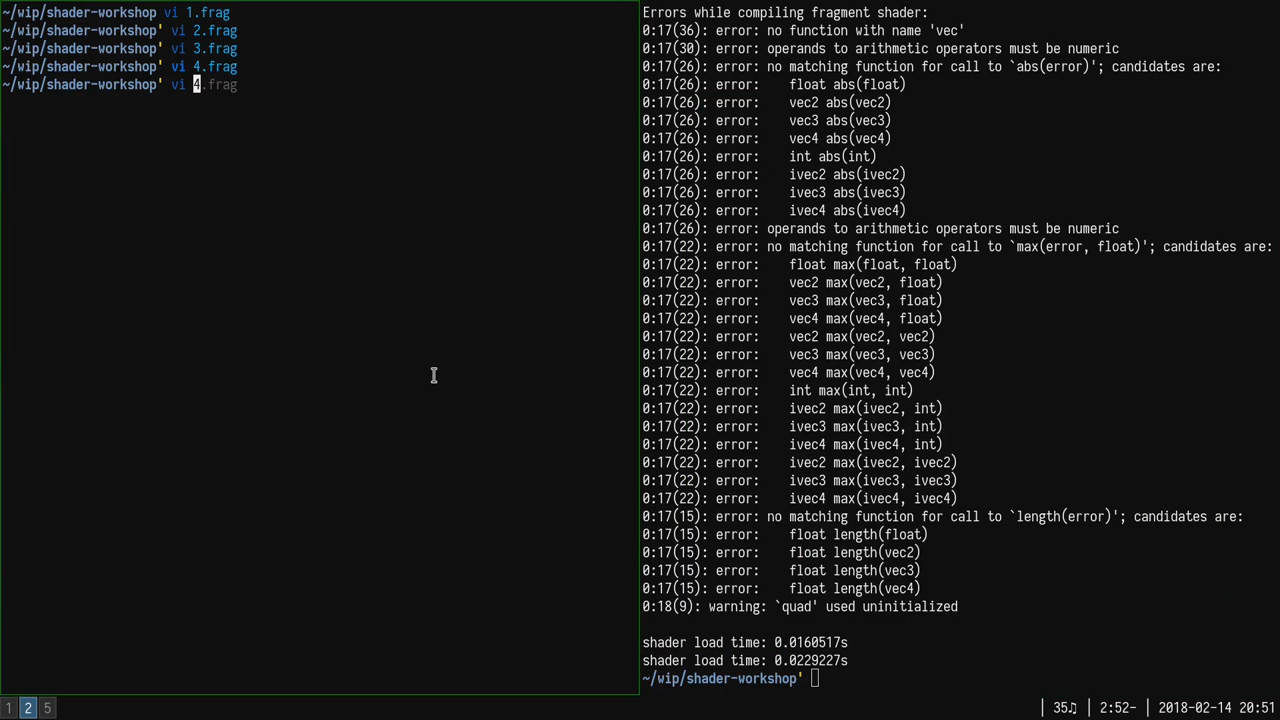 ~/wip/shader-workshop vi 1.frag
~/wip/shader-workshop' vi 2.frag
~/wip/shader-workshop' vi 3.frag
~/wip/shader-workshop' vi 4.frag
~/wip/shader-workshop' vi 4.frag
Errors while compiling fragment shader:
0:17(36): error: no function with name 'vec'
0:17(30): error: operands to arithmetic operators must be numeric
0:17(26): error: no matching function for call to `abs(error)'; candidates are:
0:17(26): error:    float abs(float)
0:17(26): error:    vec2 abs(vec2)
0:17(26): error:    vec3 abs(vec3)
0:17(26): error:    vec4 abs(vec4)
0:17(26): error:    int abs(int)
0:17(26): error:    ivec2 abs(ivec2)
0:17(26): error:    ivec3 abs(ivec3)
0:17(26): error:    ivec4 abs(ivec4)
0:17(26): error: operands to arithmetic operators must be numeric
0:17(22): error: no matching function for call to `max(error, float)'; candidates are:
0:17(22): error:    float max(float, float)
0:17(22): error:    vec2 max(vec2, float)
0:17(22): error:    vec3 max(vec3, float)
0:17(22): error:    vec4 max(vec4, float)
0:17(22): error:    vec2 max(vec2, vec2)
0:17(22): error:    vec3 max(vec3, vec3)
0:17(22): error:    vec4 max(vec4, vec4)
0:17(22): error:    int max(int, int)
0:17(22): error:    ivec2 max(ivec2, int)
0:17(22): error:    ivec3 max(ivec3, int)
0:17(22): error:    ivec4 max(ivec4, int)
0:17(22): error:    ivec2 max(ivec2, ivec2)
0:17(22): error:    ivec3 max(ivec3, ivec3)
0:17(22): error:    ivec4 max(ivec4, ivec4)
0:17(15): error: no matching function for call to `length(error)'; candidates are:
0:17(15): error:    float length(float)
0:17(15): error:    float length(vec2)
0:17(15): error:    float length(vec3)
0:17(15): error:    float length(vec4)
0:18(9): warning: `quad' used uninitialized
shader load time: 0.0160517s
shader load time: 0.0229227s
~/wip/shader-workshop'
1 2 5
| 35♫ | 2:52- | 2018-02-14 20:51